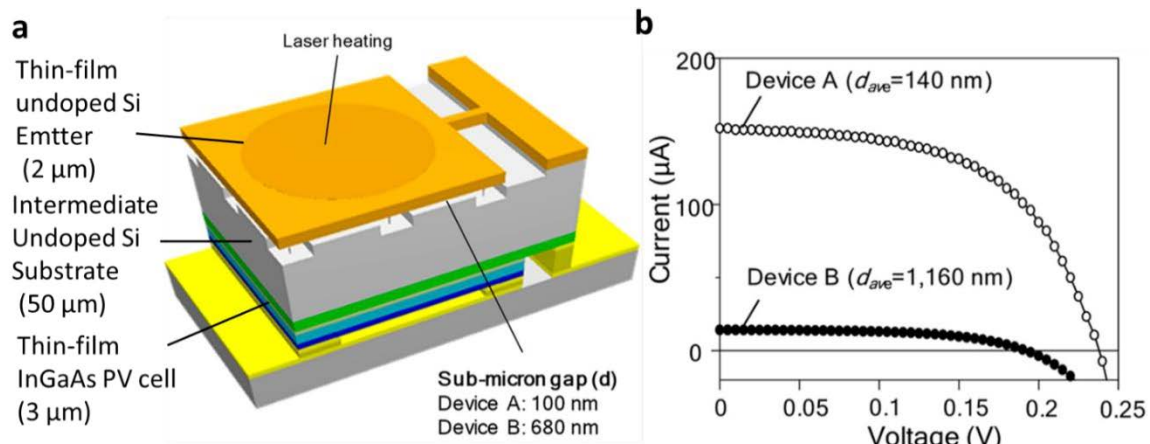 a
Laser heating
Thin-film
undoped Si
Emtter
(2 μm)
Intermediate
Undoped Si
Substrate
(50 μm)
Thin-film
InGaAs PV cell
(3 μm)
Sub-micron gap (d)
Device A: 100 nm
Device B: 680 nm
b
200
100
0
Current (μA)
Device A (dave=140 nm)
Device B (dave=1,160 nm)
0 0.05 0.1 0.15 0.2 0.25
Voltage (V)